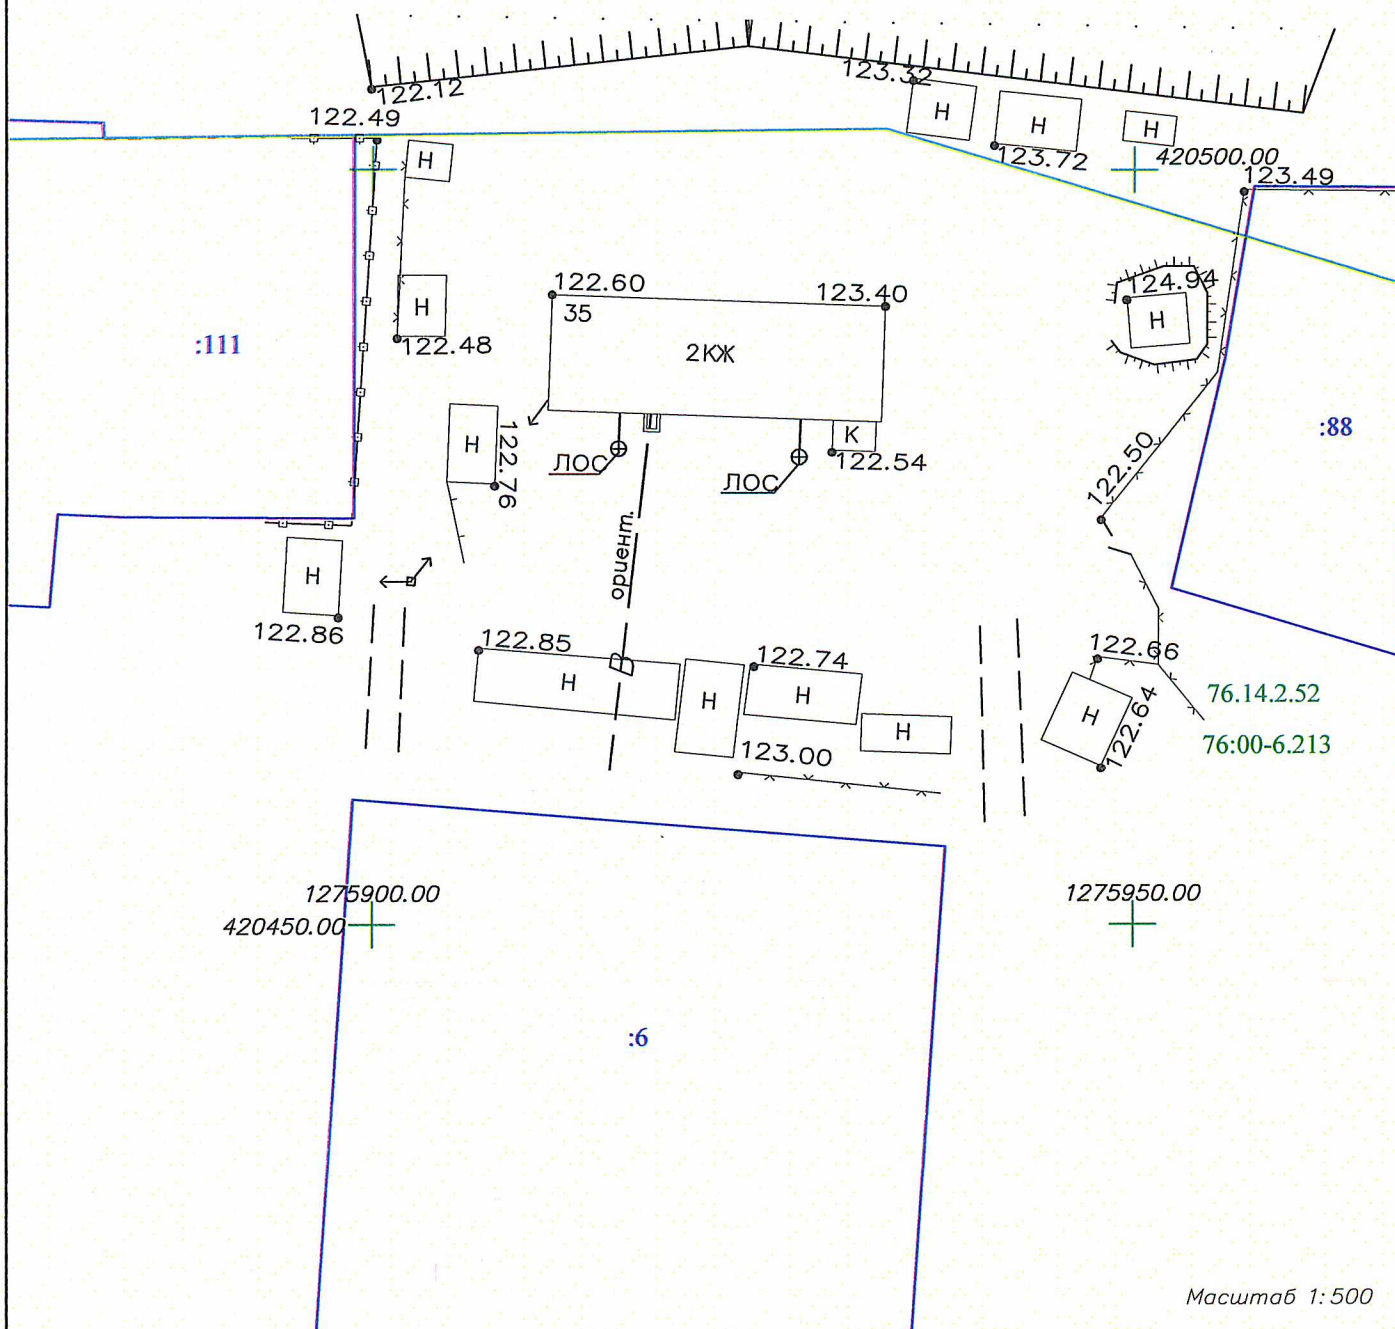 123.32
122.12
122.49
Н
Н
Н
123.72
420500.00
Н
123.49
122.60
123.40
124.94
35
Н
Н
:111
122.48
2КЖ
:88
Н
122.76
ЛОС
ЛОС
К
122.54
122.50
ориент.
Н
122.86
122.85
122.74
122.66
Н
Н
Н
Н
Н
122.64
76.14.2.52
76:00-6.213
123.00
1275900.00
1275950.00
420450.00
:6
Масштаб 1:500